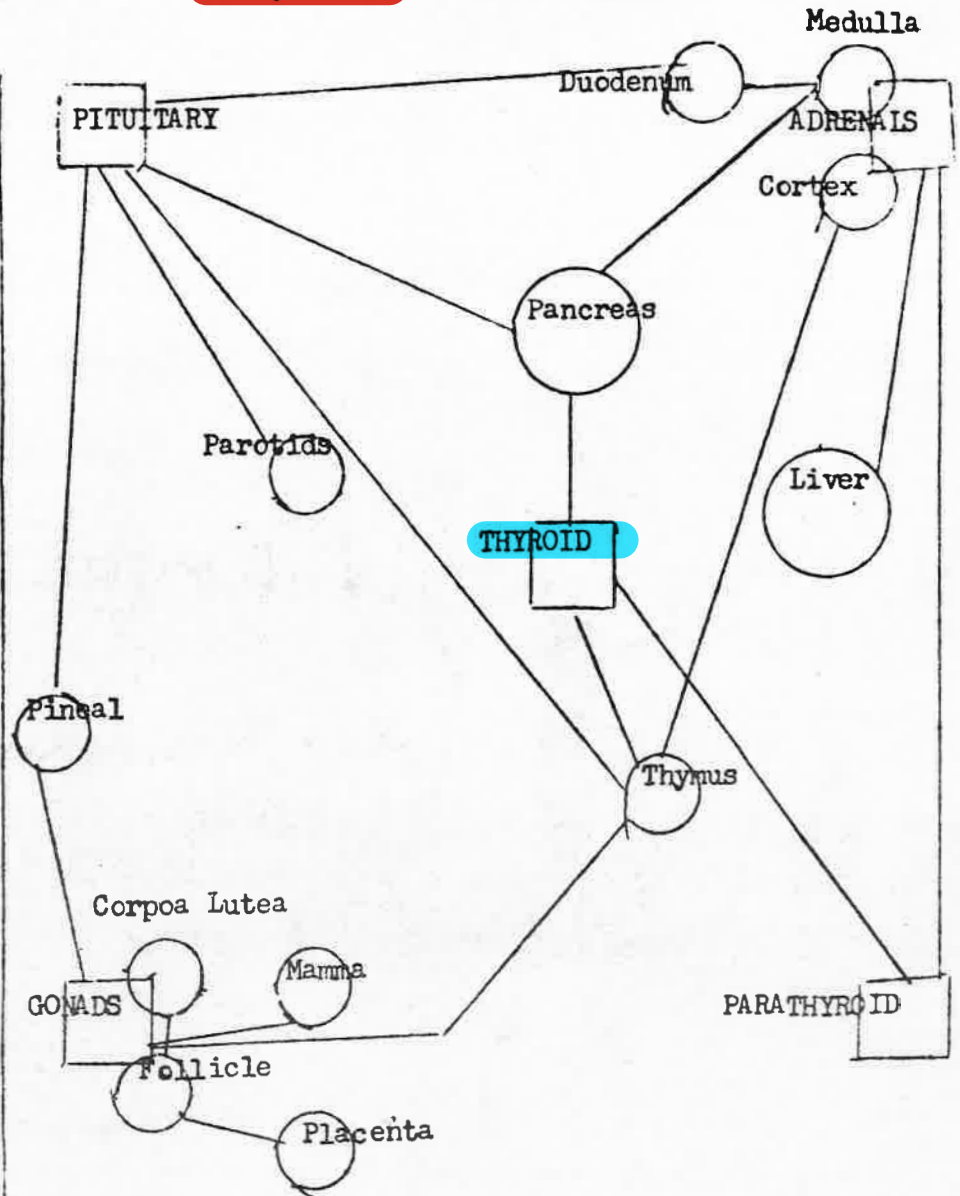 Medulla
Duodenum
PITUITARY
ADRENALS
Cortex
Pancreas
Parotids
Liver
THYROID
Pineal
Thymus
Corpoa Lutea
Mamma
GONADS
PARATHYROID
Follicle
Placenta